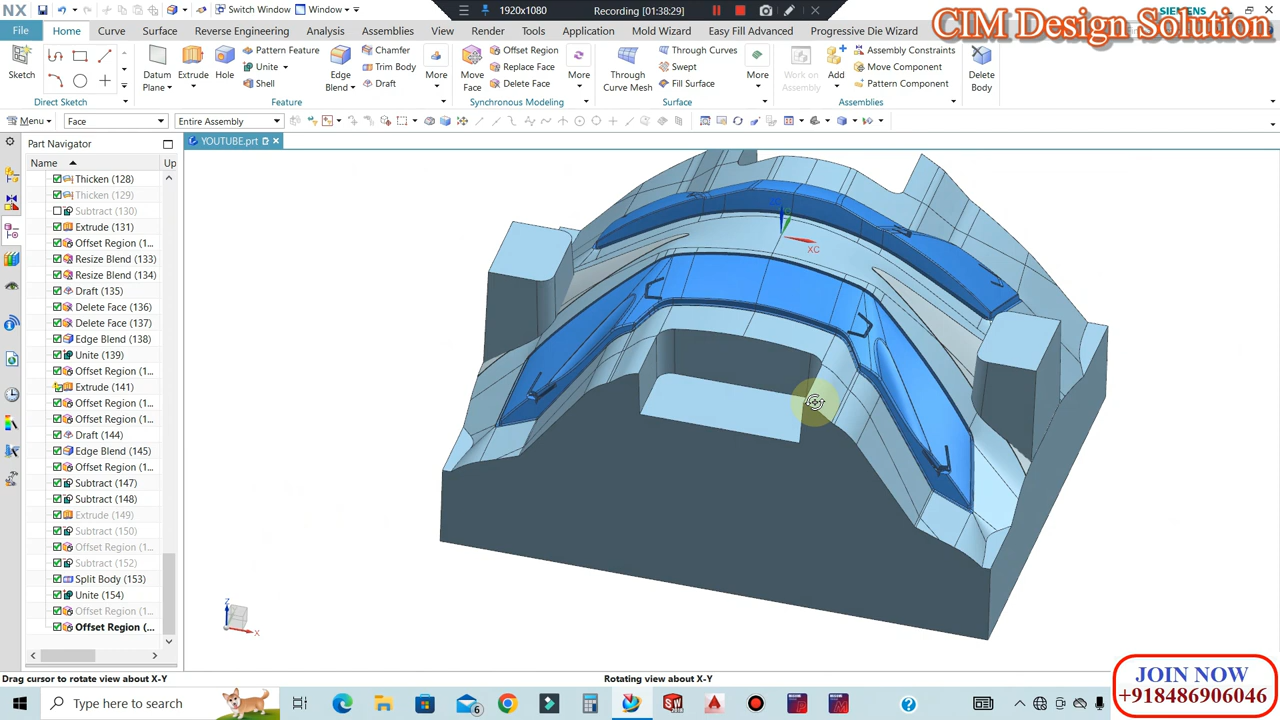 NX
Switch Window
Window
1920x1080
Recording [01:38:29]
CIM Design Solution
File
Home
Curve
Surface
Reverse Engineering
Analysis
Assemblies
View
Render
Tools
Application
Mold Wizard
Easy Fill Advanced
Progressive Die Wizard
Sketch
Direct Sketch
Datum Plane
Extrude
Hole
Pattern Feature
Unite
Shell
Edge Blend
Chamfer
Trim Body
Draft
More
Feature
Move Face
Offset Region
Replace Face
Delete Face
More
Synchronous Modeling
Through Curve Mesh
Through Curves
Swept
Fill Surface
More
Surface
Work on Assembly
Add
Assembly Constraints
Move Component
Pattern Component
Assemblies
Delete Body
Menu
Face
Entire Assembly
Part Navigator
YOUTUBE.prt
Name
Up
Thicken (128)
Thicken (129)
Subtract (130)
Extrude (131)
Offset Region (1...
Resize Blend (133)
Resize Blend (134)
Draft (135)
Delete Face (136)
Delete Face (137)
Edge Blend (138)
Unite (139)
Offset Region (1...
Extrude (141)
Offset Region (1...
Offset Region (1...
Draft (144)
Edge Blend (145)
Offset Region (1...
Subtract (147)
Subtract (148)
Extrude (149)
Subtract (150)
Offset Region (1...
Subtract (152)
Split Body (153)
Unite (154)
Offset Region (1...
Offset Region (...
XC
Z
X
Drag cursor to rotate view about X-Y
Rotating view about X-Y
JOIN NOW
+918486906046
Type here to search
6